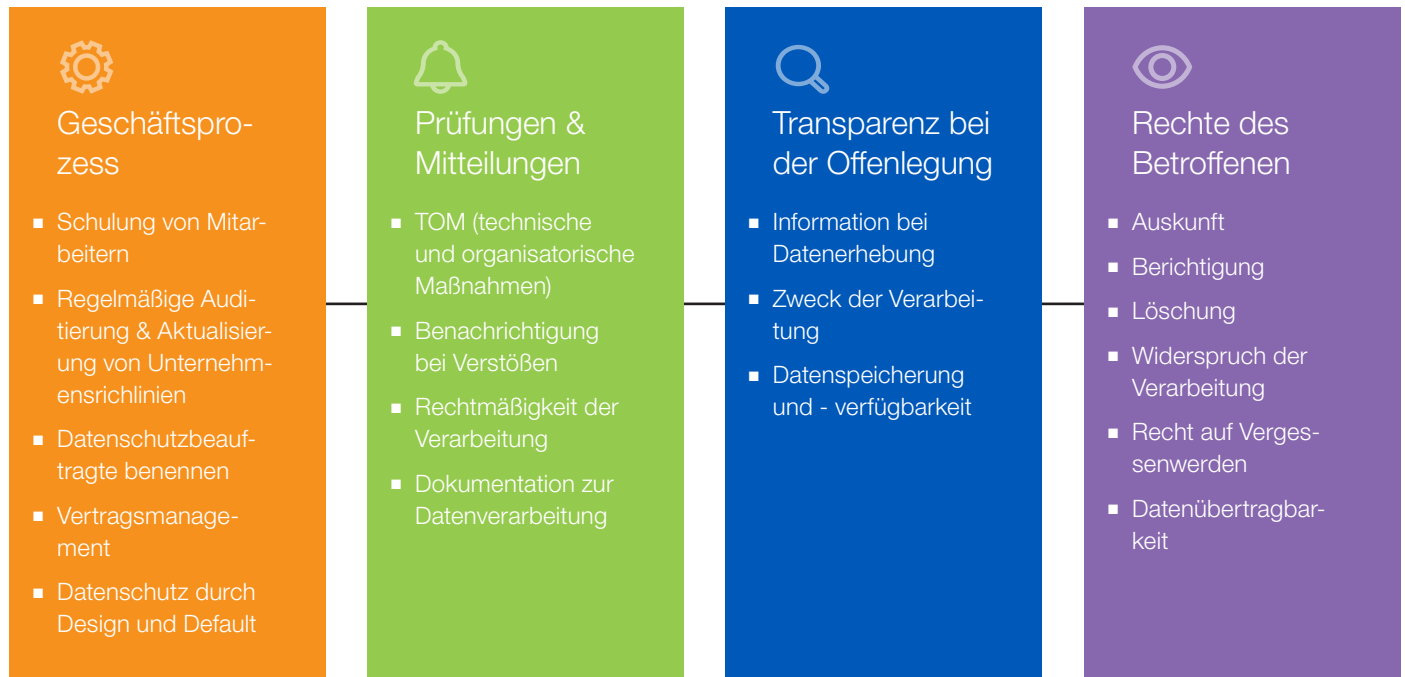 Geschäftspro-
zess
■ Schulung von Mitar-
beitern
■ Regelmäßige Audi-
tierung & Aktualisier-
ung von Unternehm-
ensrichlinien
■ Datenschutzbeauf-
tragte benennen
■ Vertragsmanage-
ment
■ Datenschutz durch
Design und Default
Prüfungen &
Mitteilungen
■ TOM (technische
und organisatorische
Maßnahmen)
■ Benachrichtigung
bei Verstößen
■ Rechtmäßigkeit der
Verarbeitung
■ Dokumentation zur
Datenverarbeitung
Transparenz bei
der Offenlegung
■ Information bei
Datenerhebung
■ Zweck der Verarbei-
tung
■ Datenspeicherung
und - verfügbarkeit
Rechte des
Betroffenen
■ Auskunft
■ Berichtigung
■ Löschung
■ Widerspruch der
Verarbeitung
■ Recht auf Verges-
senwerden
■ Datenübertragbar-
keit